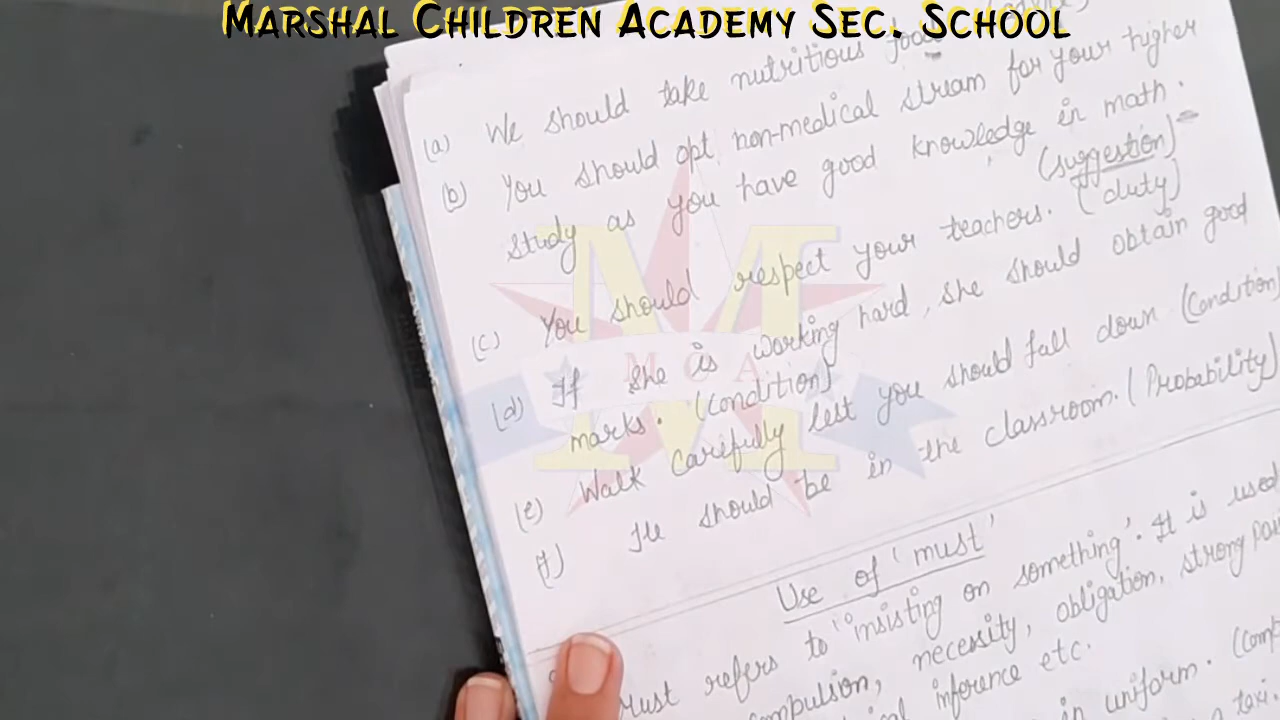 MARSHAL CHILDREN ACADEMY SEC. SCHOOL
(a) We should take nutritious food
(b) You should opt non-medical stream for your higher
study as you have good knowledge in math.
(suggestion)
(c) You should respect your teachers. (duty)
(d) If she is working hard, she should obtain good
marks. (Condition)
(e) Walk carefully lest you should fall down (Condition)
(f) He should be in the classroom. (Probability)
Use of 'must'
Must refers to 'insisting on something'. It is used
compulsion, necessity, obligation, strong
inference etc.
in uniform.
taxi.
MCA